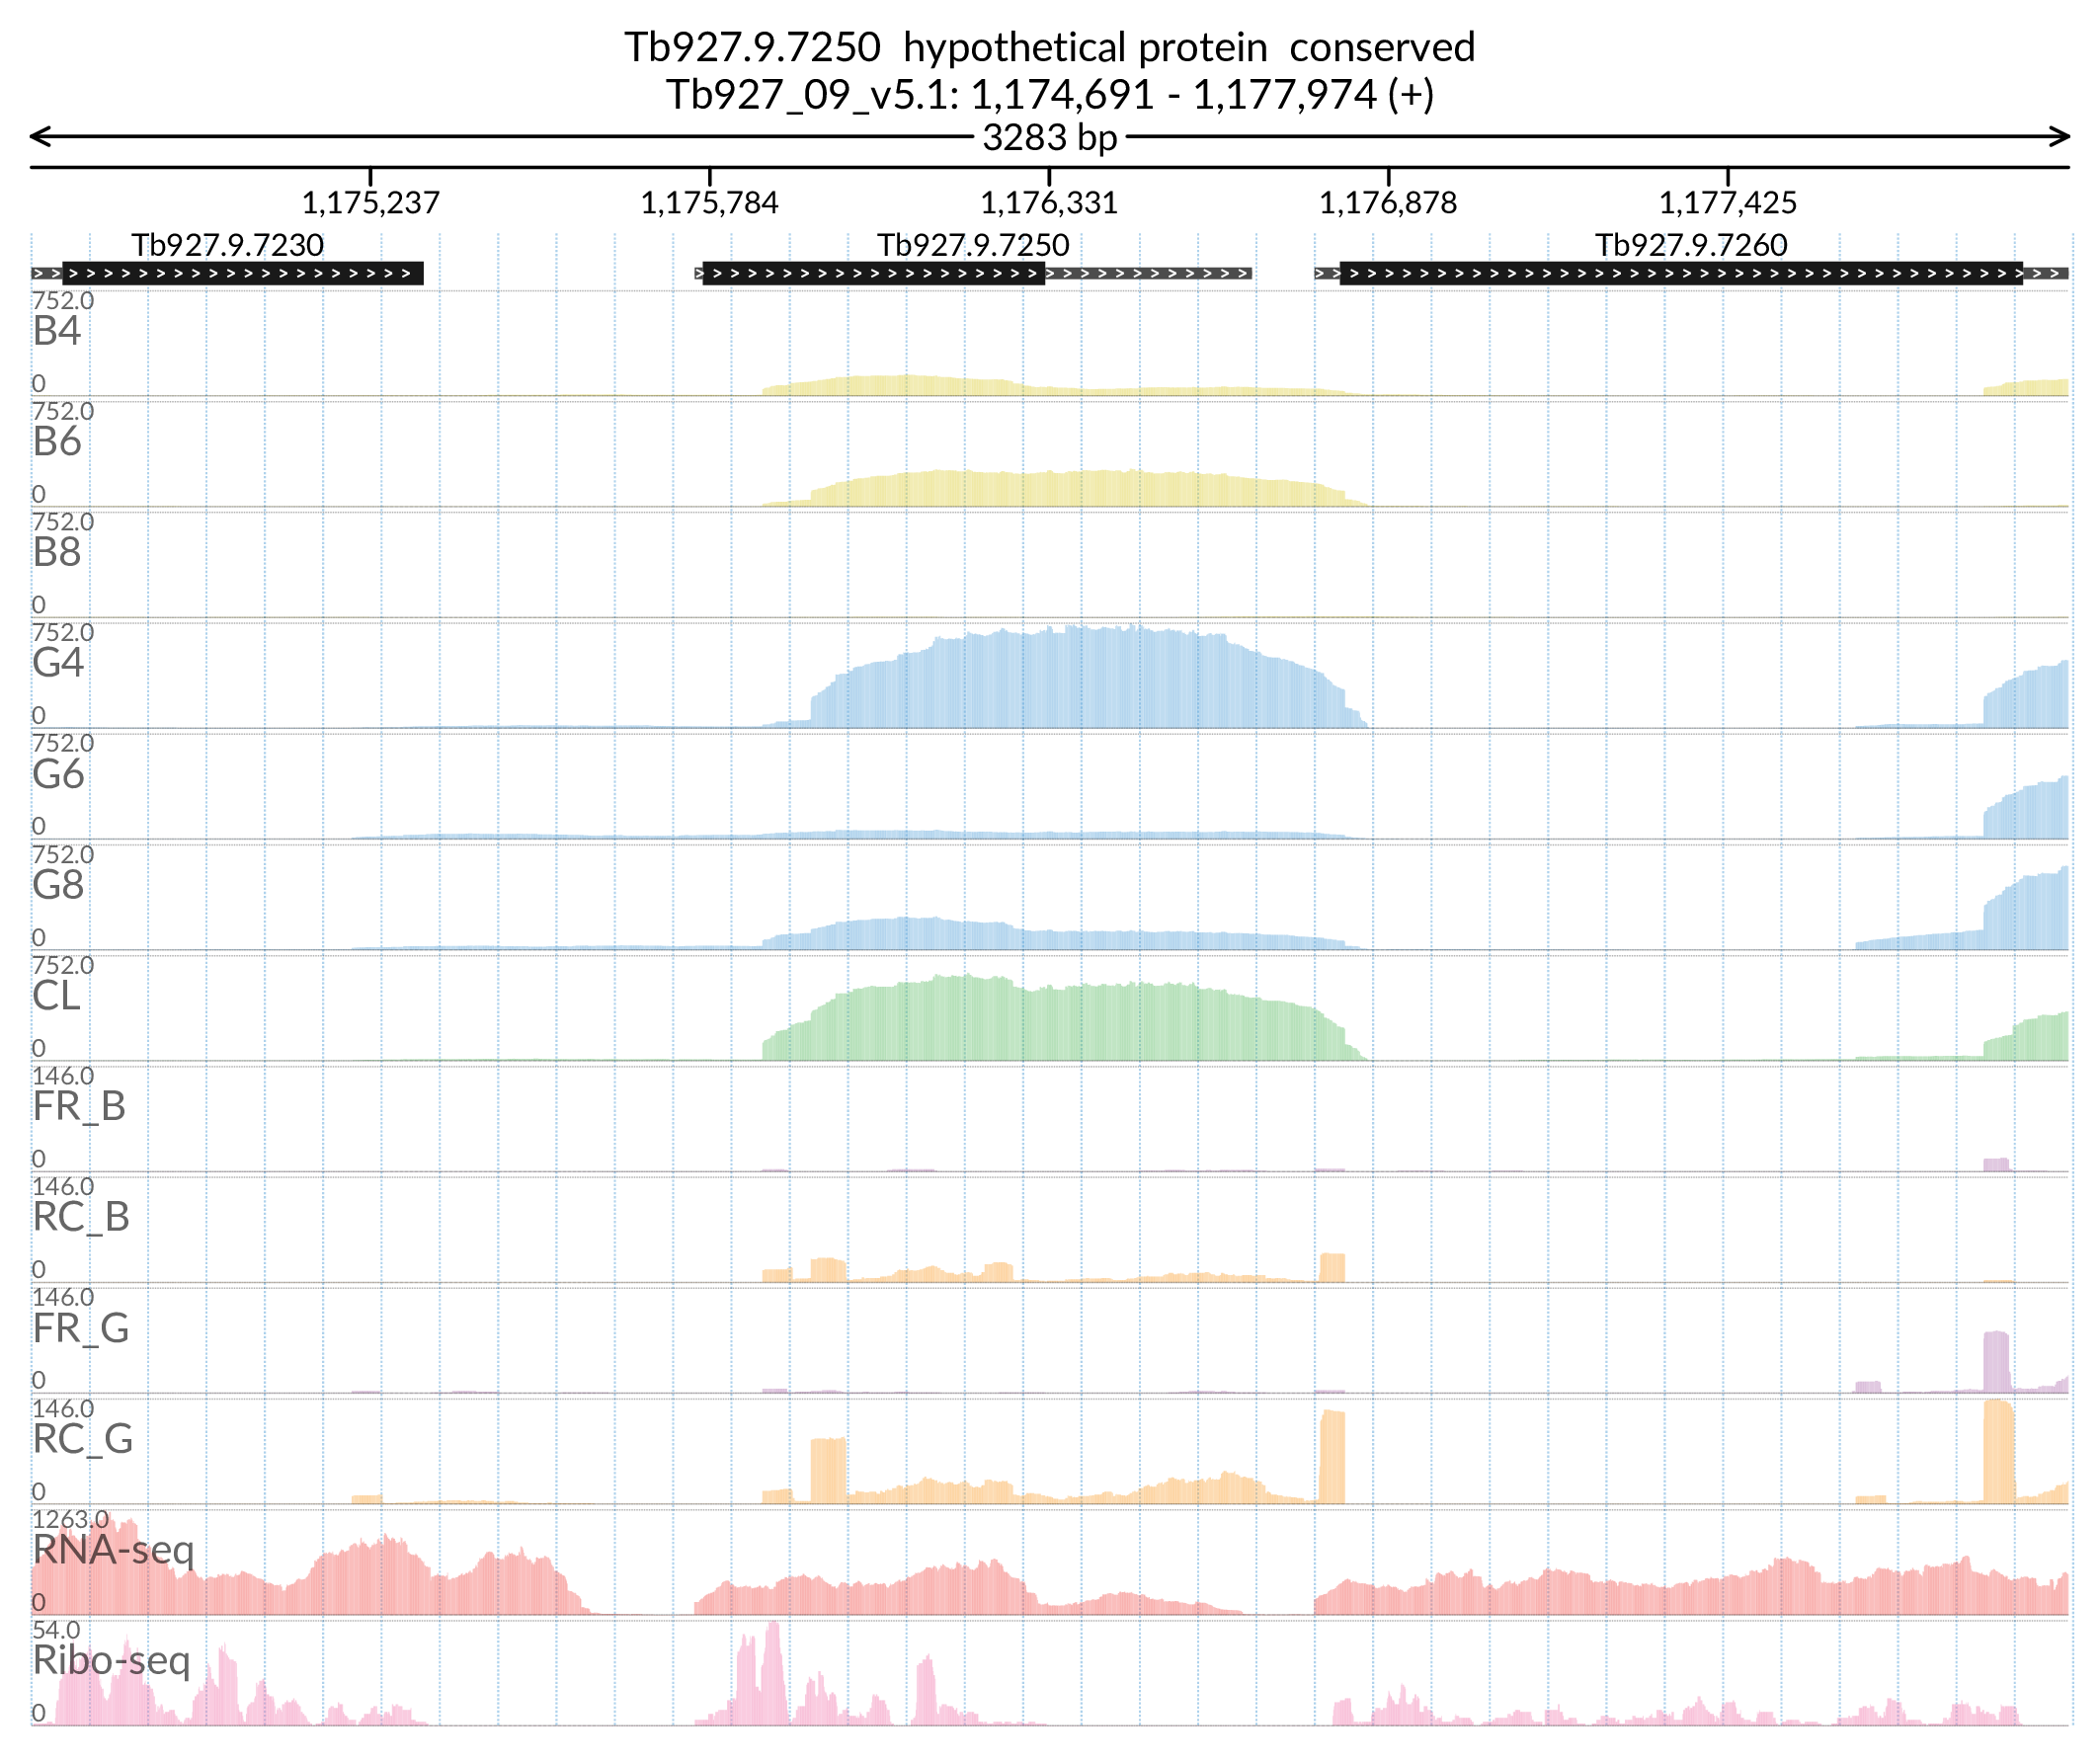 Tb927.9.7250  hypothetical protein  conserved
Tb927_09_v5.1: 1,174,691 - 1,177,974 (+)
3283 bp
1,175,237 1,175,784 1,176,331 1,176,878 1,177,425
Tb927.9.7230 Tb927.9.7250 Tb927.9.7260
752.0
B4
0
752.0
B6
0
752.0
B8
0
752.0
G4
0
752.0
G6
0
752.0
G8
0
752.0
CL
0
146.0
FR_B
0
146.0
RC_B
0
146.0
FR_G
0
146.0
RC_G
0
1263.0
RNA-seq
0
54.0
Ribo-seq
0